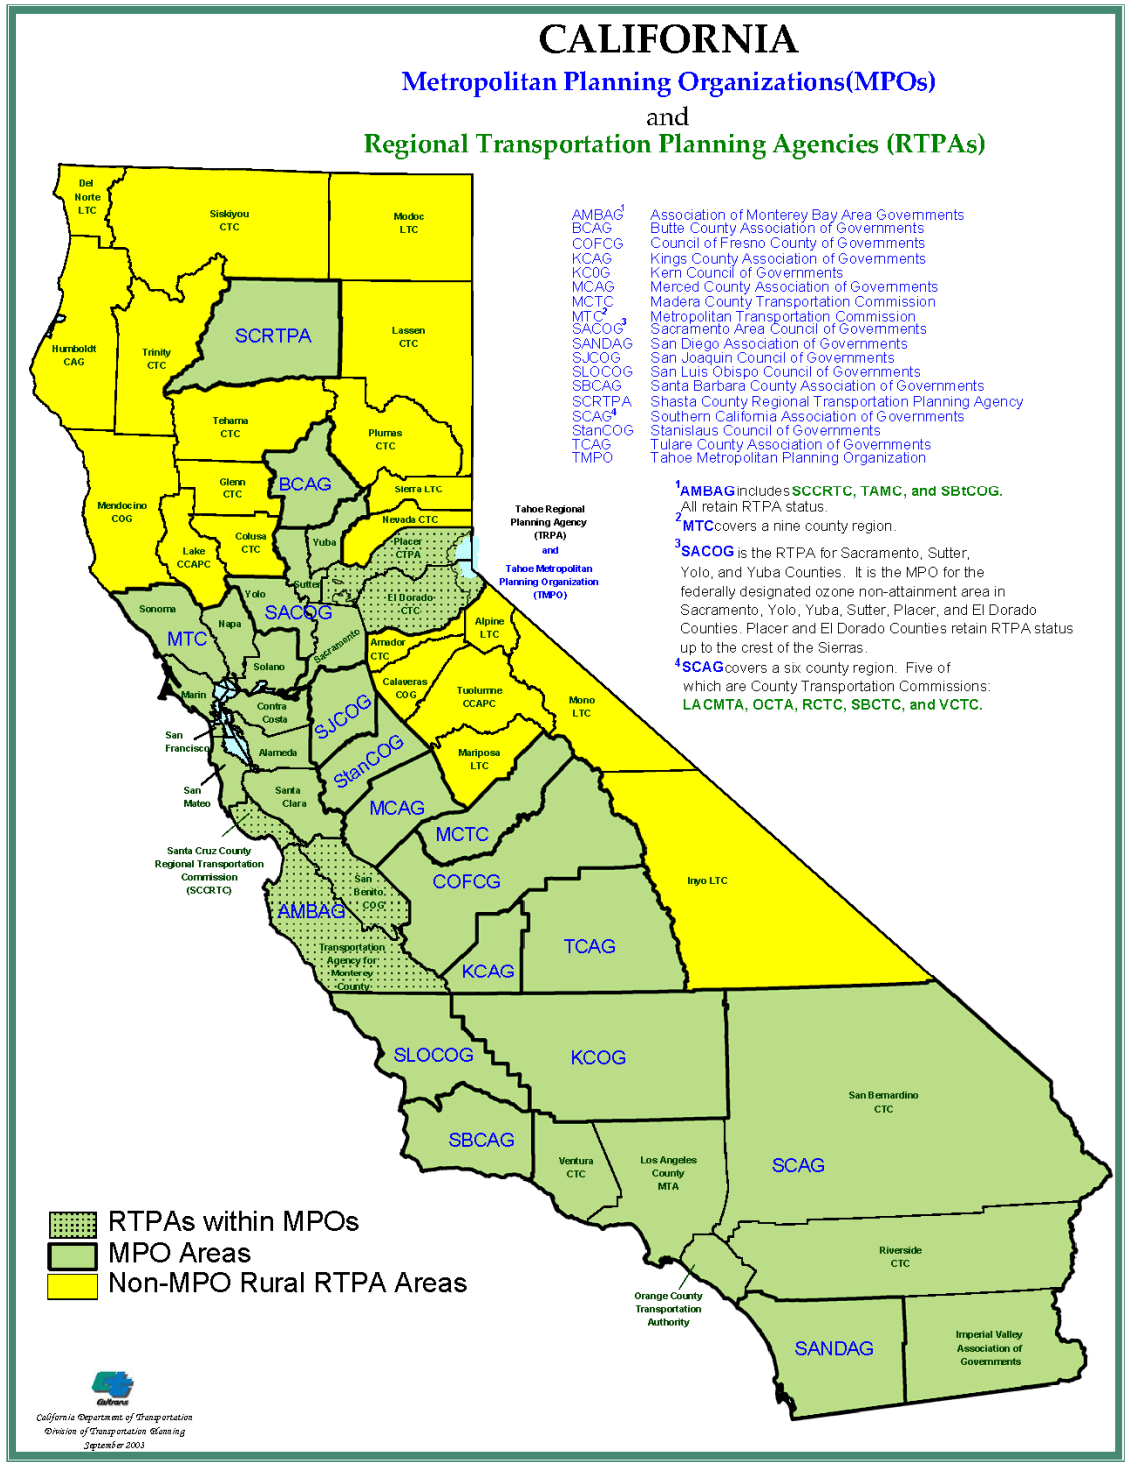 CALIFORNIA
Metropolitan Planning Organizations(MPOs)
and
Regional Transportation Planning Agencies (RTPAs)
AMBAG1 Association of Monterey Bay Area Governments
BCAG Butte County Association of Governments
COFCG Council of Fresno County of Governments
KCAG Kings County Association of Governments
KC0G Kern Council of Governments
MCAG Merced County Association of Governments
MCTC Madera County Transportation Commission
MTC2 Metropolitan Transportation Commission
SACOG3 Sacramento Area Council of Governments
SANDAG San Diego Association of Governments
SJCOG San Joaquin Council of Governments
SLOCOG San Luis Obispo Council of Governments
SBCAG Santa Barbara County Association of Governments
SCRTPA Shasta County Regional Transportation Planning Agency
SCAG4 Southern California Association of Governments
StanCOG Stanislaus Council of Governments
TCAG Tulare County Association of Governments
TMPO Tahoe Metropolitan Planning Organization
1AMBAG includes SCCRTC, TAMC, and SBtCOG.
All retain RTPA status.
2MTC covers a nine county region.
3SACOG is the RTPA for Sacramento, Sutter,
Yolo, and Yuba Counties. It is the MPO for the
federally designated ozone non-attainment area in
Sacramento, Yolo, Yuba, Sutter, Placer, and El Dorado
Counties. Placer and El Dorado Counties retain RTPA status
up to the crest of the Sierras.
4SCAG covers a six county region. Five of
which are County Transportation Commissions:
LACMTA, OCTA, RCTC, SBCTC, and VCTC.
Del
Norte
LTC
Siskiyou
CTC
Modoc
LTC
Humboldt
CAG
Trinity
CTC
SCRTPA
Lassen
CTC
Tehama
CTC
Plumas
CTC
Mendocino
COG
Glenn
CTC
BCAG
Sierra LTC
Nevada CTC
Lake
CCAPC
Colusa
CTC
Yuba
Sutter
Placer
CTPA
El Dorado
CTC
Tahoe Regional
Planning Agency
(TRPA)
and
Tahoe Metropolitan
Planning Organization
(TMPO)
Sonoma
MTC
Napa
Yolo
SACOG
Sacramento
Solano
Marin
Contra
Costa
San
Francisco
Alameda
San
Mateo
Santa
Clara
Alpine
LTC
Amador
CTC
Calaveras
COG
Tuolumne
CCAPC
Mono
LTC
Mariposa
LTC
SJCOG
StanCOG
MCAG
MCTC
COFCG
Inyo LTC
Santa Cruz County
Regional Transportation
Commission
(SCCRTC)
San
Benito
COG
AMBAG
Transportation
Agency for
Monterey
County
KCAG
TCAG
SLOCOG
KCOG
SBCAG
Ventura
CTC
Los Angeles
County
MTA
San Bernardino
CTC
SCAG
Riverside
CTC
Orange County
Transportation
Authority
SANDAG
Imperial Valley
Association of
Governments
RTPAs within MPOs
MPO Areas
Non-MPO Rural RTPA Areas
Caltrans
California Department of Transportation
Division of Transportation Planning
September 2003